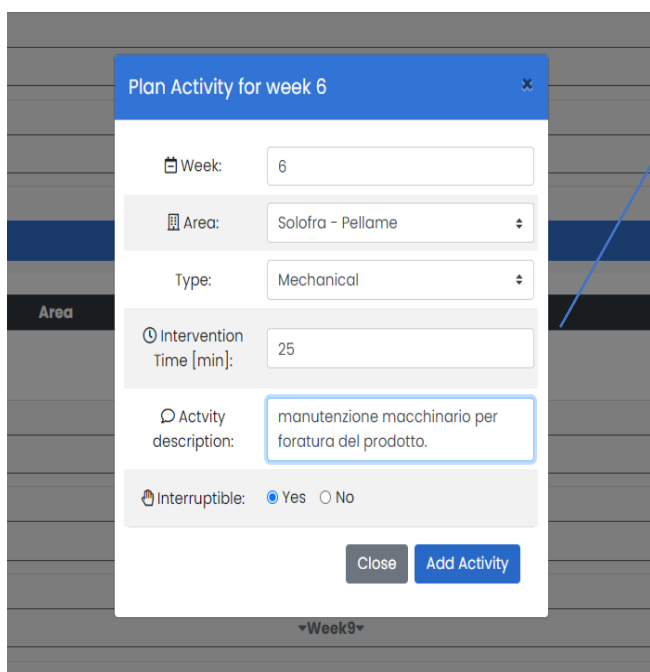 Plan Activity for week 6 ×
Week: 6
Area: Solofra - Pellame
Type: Mechanical
Area
Intervention
Time [min]: 25
Actvity
description:
manutenzione macchinario per
foratura del prodotto.
Interruptible: Yes No
Close Add Activity
Week9